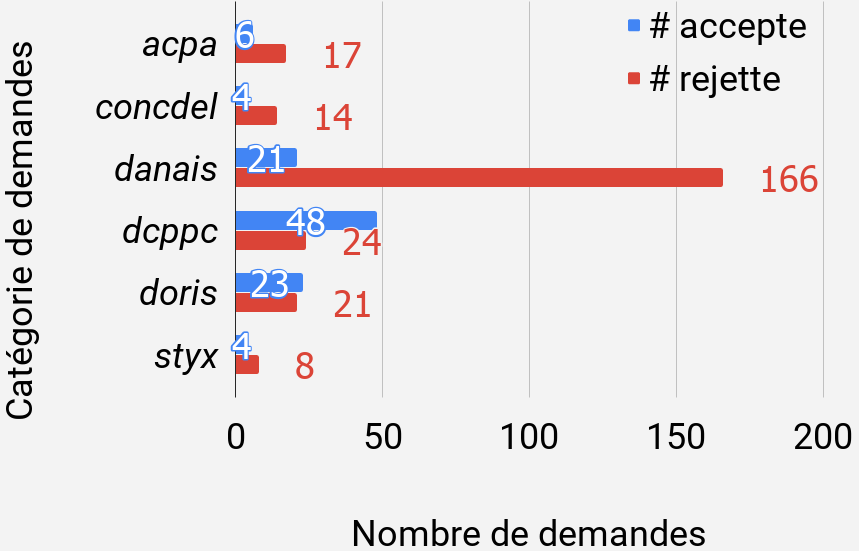 # accepte
# rejette
Catégorie de demandes
acpa 6 17
concdel 4 14
danais 21 166
dcppc 48 24
doris 23 21
styx 4 8
0 50 100 150 200
Nombre de demandes